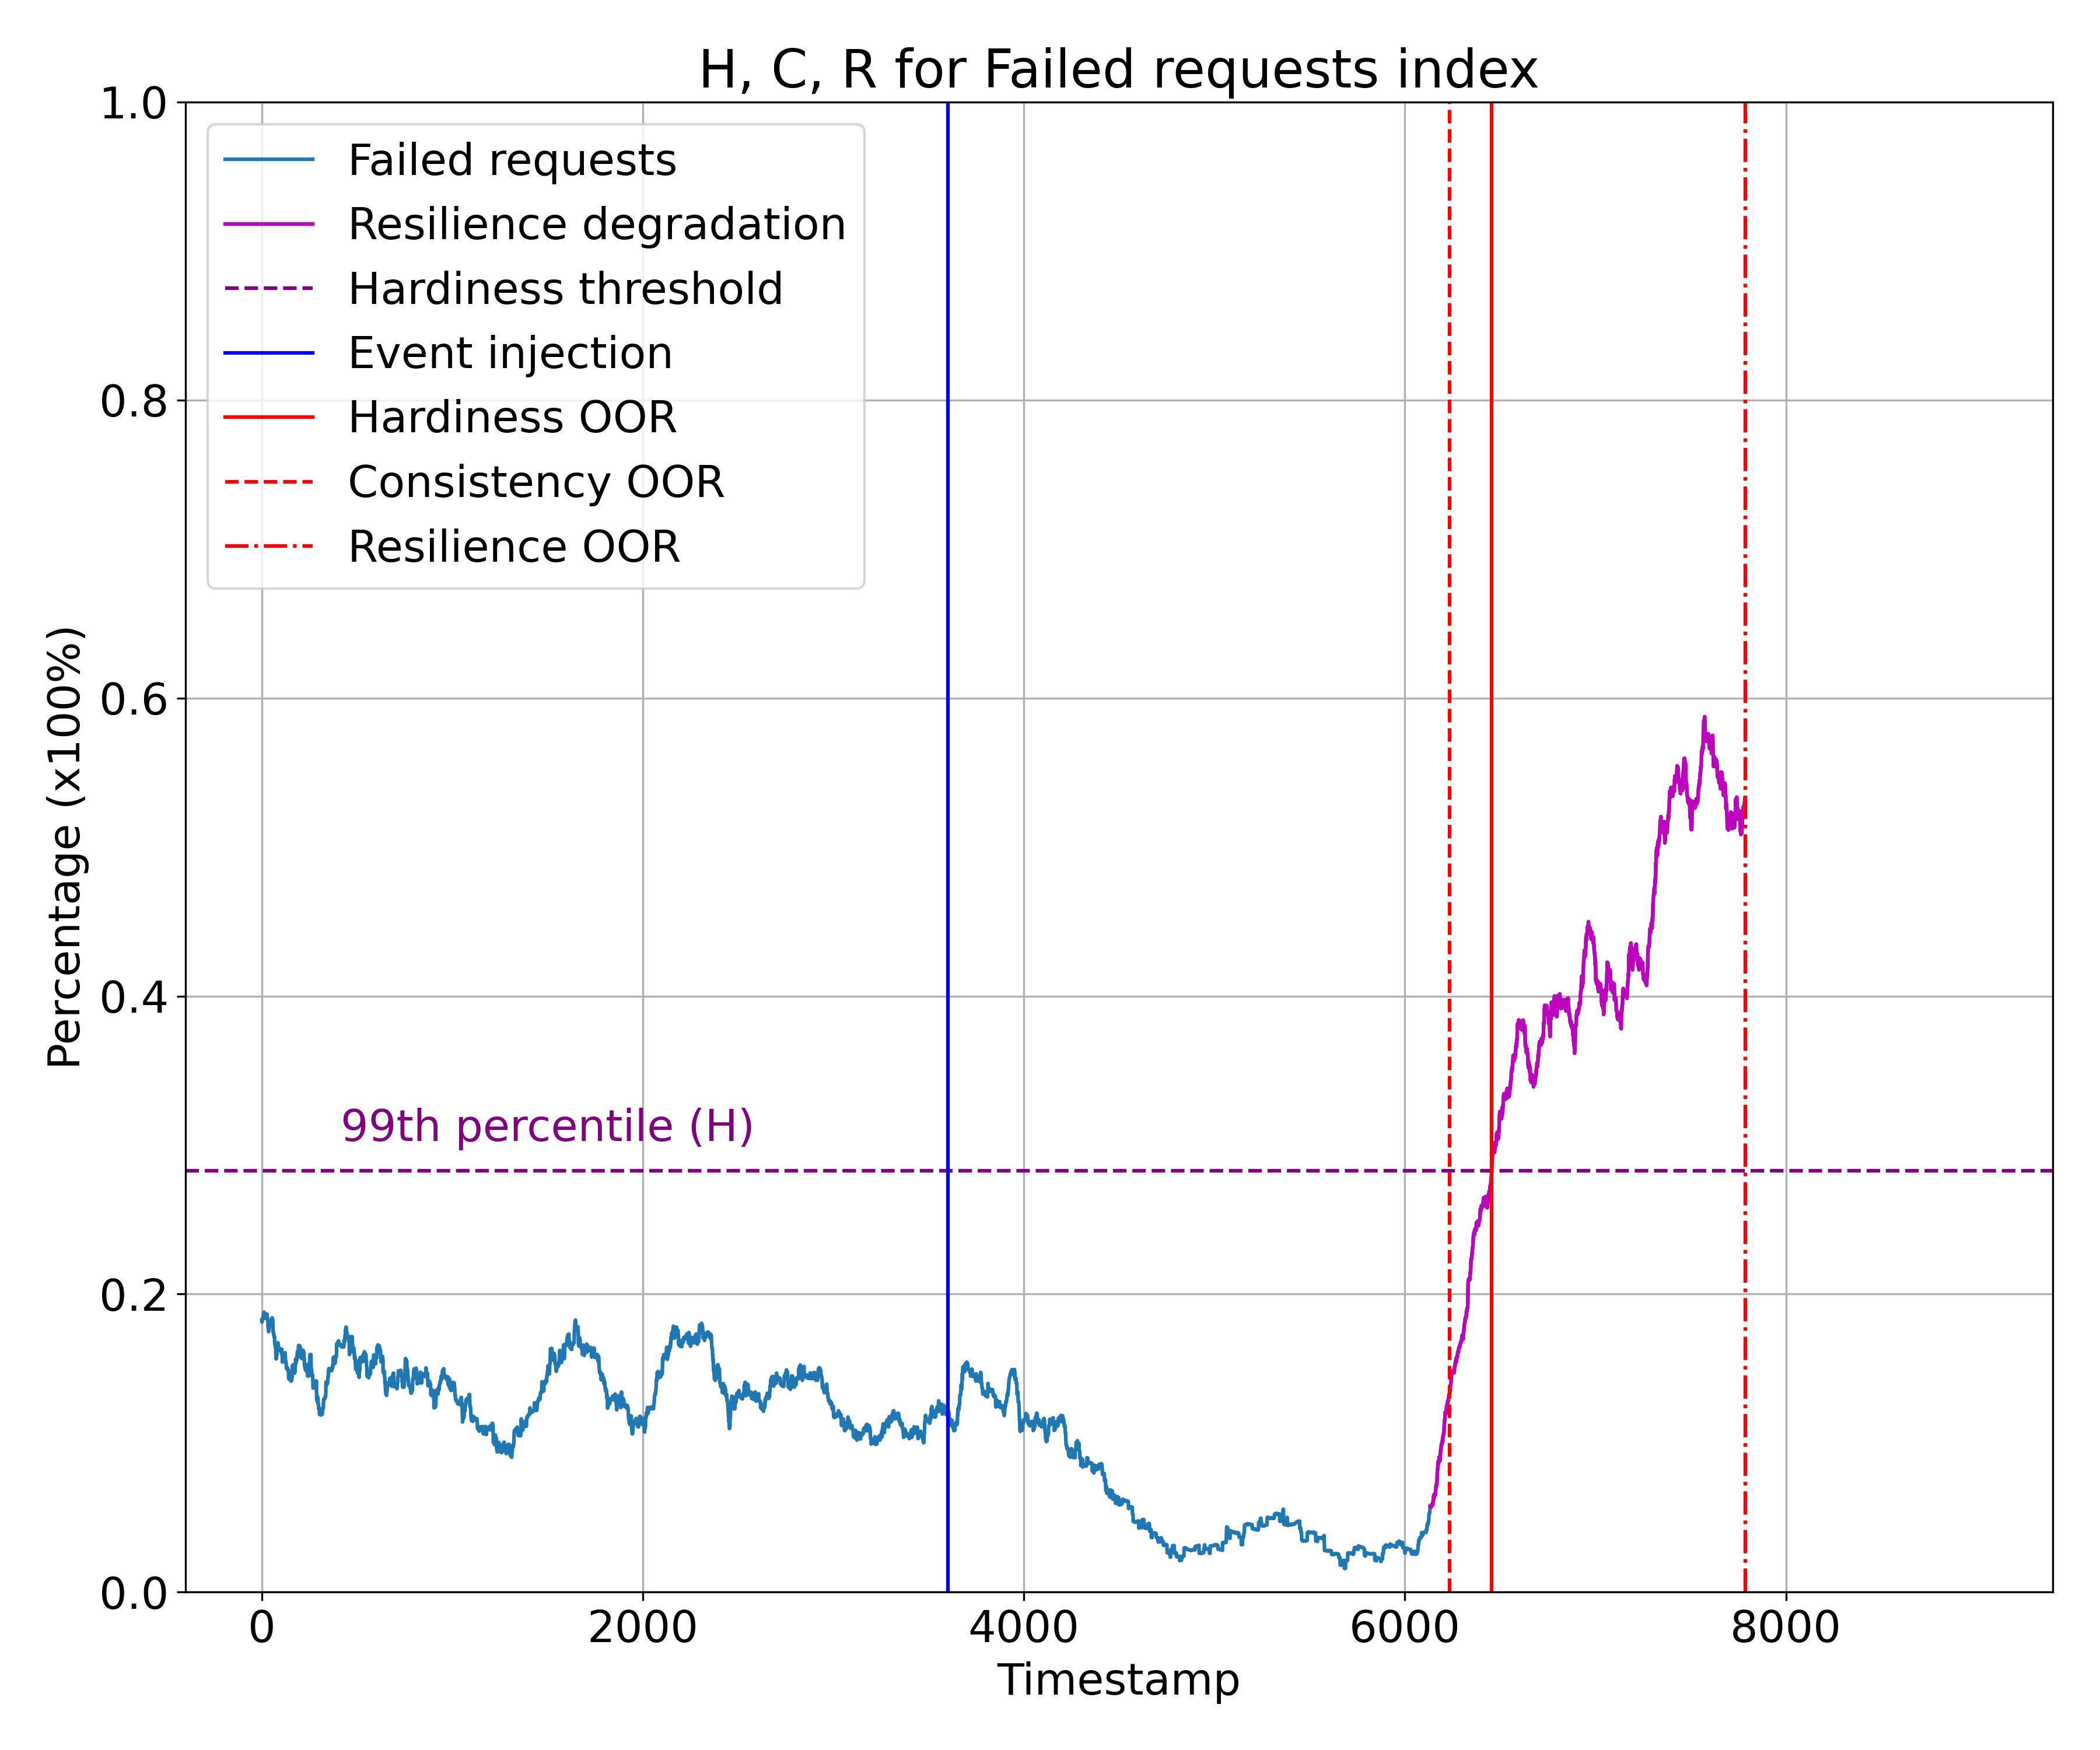 H, C, R for Failed requests index
1.0
0.8
0.6
0.4
0.2
0.0
Percentage (x100%)
Failed requests
Resilience degradation
Hardiness threshold
Event injection
Hardiness OOR
Consistency OOR
Resilience OOR
99th percentile (H)
0 2000 4000 6000 8000
Timestamp